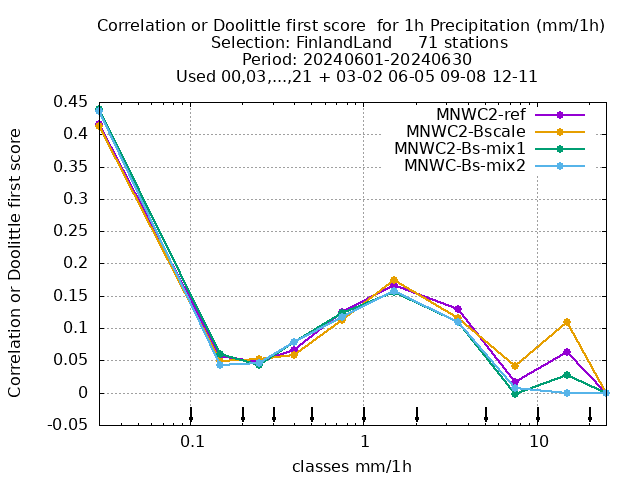 Correlation or Doolittle first score  for 1h Precipitation (mm/1h)
Selection: FinlandLand     71 stations
Period: 20240601-20240630
Used 00,03,...,21 + 03-02 06-05 09-08 12-11
MNWC2-ref
MNWC2-Bscale
MNWC2-Bs-mix1
MNWC-Bs-mix2
Correlation or Doolittle first score
0.45
0.4
0.35
0.3
0.25
0.2
0.15
0.1
0.05
0
-0.05
0.1
1
10
classes mm/1h